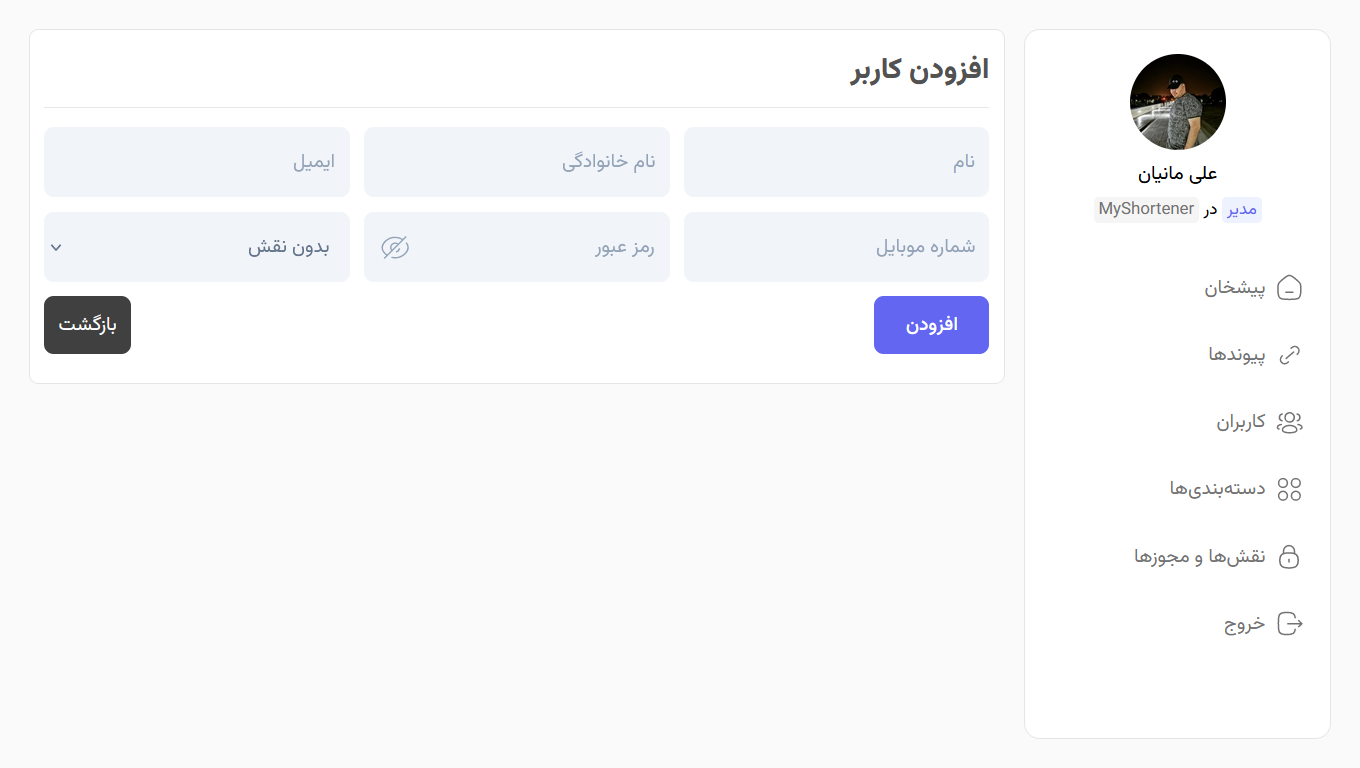 علی مانیان
مدیر در MyShortener
پیشخان
پیوندها
کاربران
دسته‌بندی‌ها
نقش‌ها و مجوزها
خروج
افزودن کاربر
نام
نام خانوادگی
ایمیل
شماره موبایل
رمز عبور
بدون نقش
افزودن
بازگشت